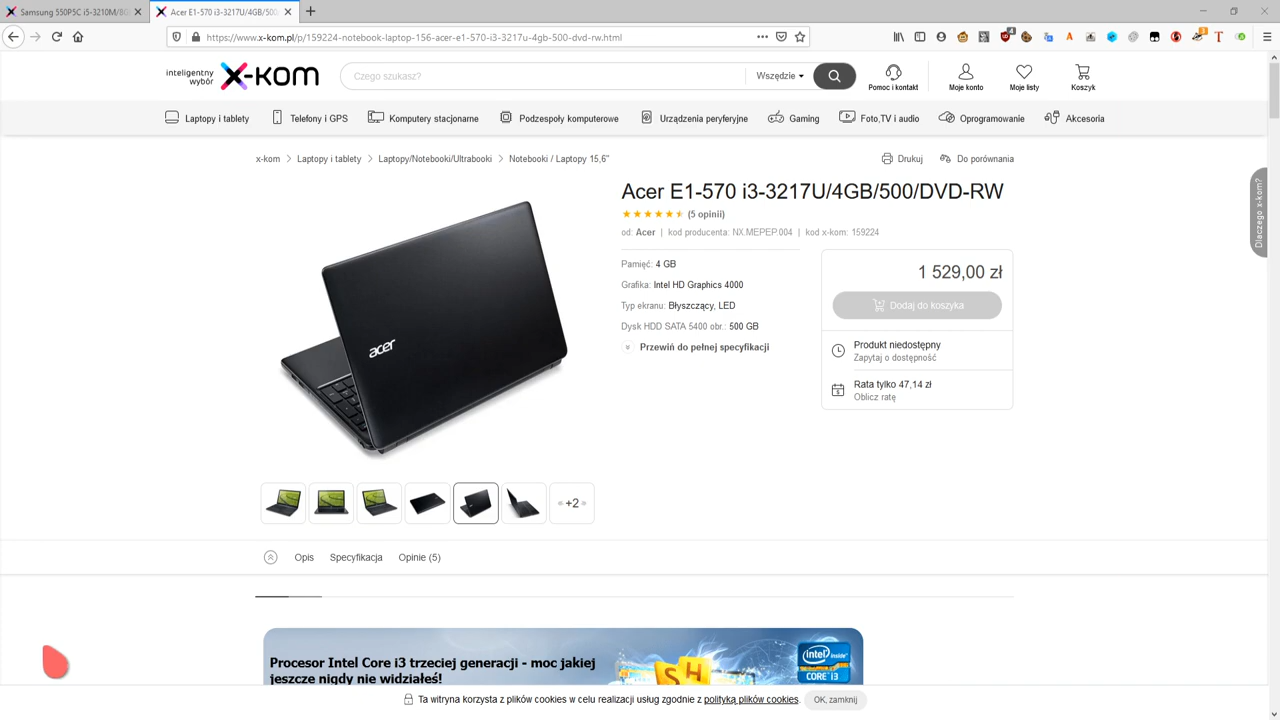 Samsung 550P5C i5-3210M/8G
Acer E1-570 i3-3217U/4GB/500
https://www.x-kom.pl/p/159224-notebook-laptop-156-acer-e1-570-i3-3217u-4gb-500-dvd-rw.html
inteligentny wybór
x-kom
Czego szukasz?
Wszędzie
Pomoc i kontakt
Moje konto
Moje listy
Koszyk
Laptopy i tablety
Telefony i GPS
Komputery stacjonarne
Podzespoły komputerowe
Urządzenia peryferyjne
Gaming
Foto,TV i audio
Oprogramowanie
Akcesoria
x-kom > Laptopy i tablety > Laptopy/Notebooki/Ultrabooki > Notebooki / Laptopy 15,6"
Drukuj
Do porównania
Dlaczego x-kom?
acer
Acer E1-570 i3-3217U/4GB/500/DVD-RW
(5 opinii)
od: Acer | kod producenta: NX.MEPEP.004 | kod x-kom: 159224
Pamięć: 4 GB
Grafika: Intel HD Graphics 4000
Typ ekranu: Błyszczący, LED
Dysk HDD SATA 5400 obr.: 500 GB
Przewiń do pełnej specyfikacji
1 529,00 zł
Dodaj do koszyka
Produkt niedostępny
Zapytaj o dostępność
Rata tylko 47,14 zł
Oblicz ratę
+2
Opis
Specyfikacja
Opinie (5)
Procesor Intel Core i3 trzeciej generacji - moc jakiej
jeszcze nigdy nie widziałeś!
SH
intel inside
CORE i3
Ta witryna korzysta z plików cookies w celu realizacji usług zgodnie z polityką plików cookies.
OK, zamknij